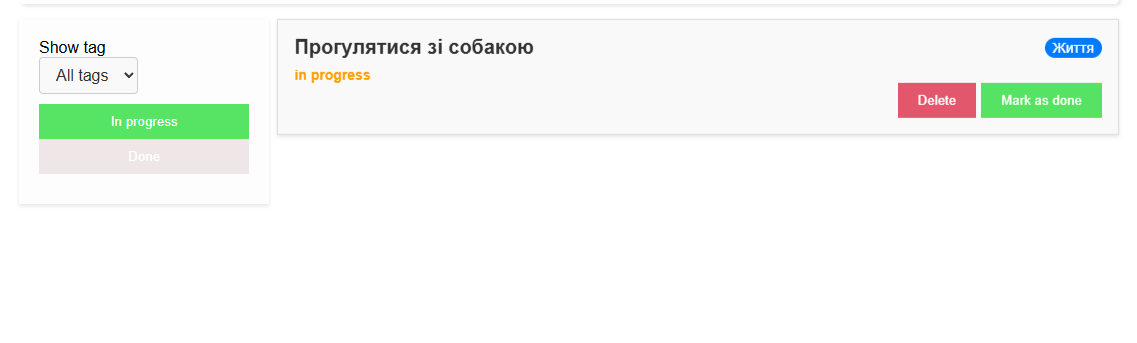 Show tag
All tags
In progress
Done
Прогулятися зі собакою
Життя
in progress
Delete
Mark as done